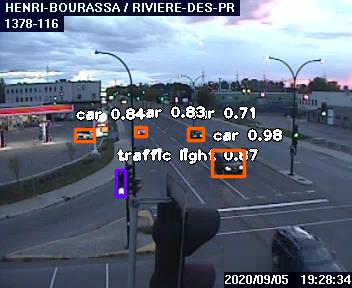 HENRI-BOURASSA / RIVIERE-DES-PR
1378-116
car 0.84 car 0.83 car 0.71
car 0.98
traffic light 0.87
2020/09/05 19:28:34